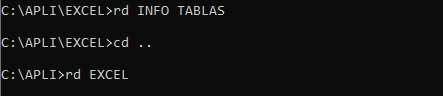 C:\APLI\EXCEL>rd INFO TABLAS
C:\APLI\EXCEL>cd ..
C:\APLI>rd EXCEL